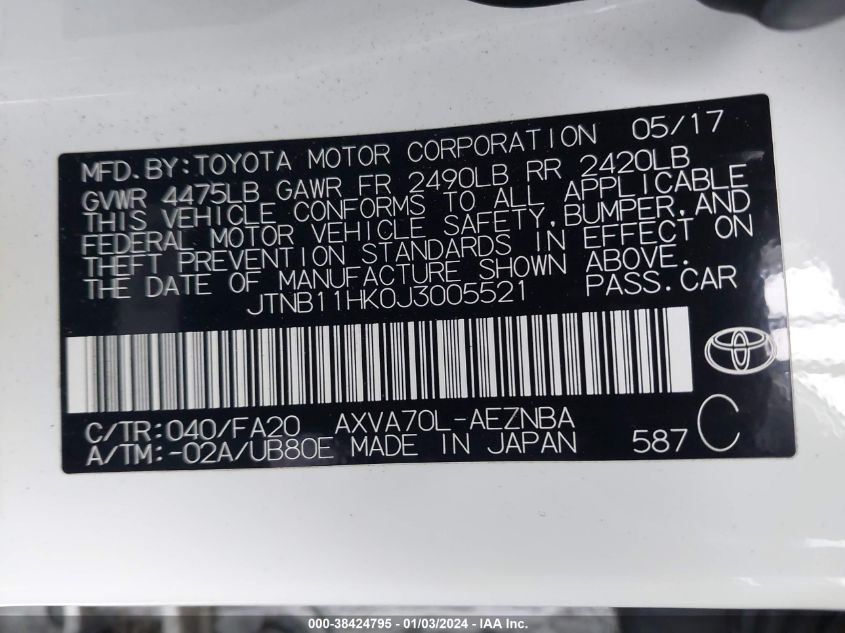 MFD.BY:TOYOTA MOTOR CORPORATION 05/17
GVWR 4475LB GAWR FR 2490LB RR 2420LB
THIS VEHICLE CONFORMS TO ALL APPLICABLE
FEDERAL MOTOR VEHICLE SAFETY,BUMPER,AND
THEFT PREVENTION STANDARDS IN EFFECT ON
THE DATE OF MANUFACTURE SHOWN ABOVE.
JTNB11HK0J3005521 PASS.CAR
C/TR:040/FA20 AXVA70L-AEZNBA
A/TM:-02A/UB80E MADE IN JAPAN 587 C
000-38424795 - 01/03/2024 - IAA Inc.